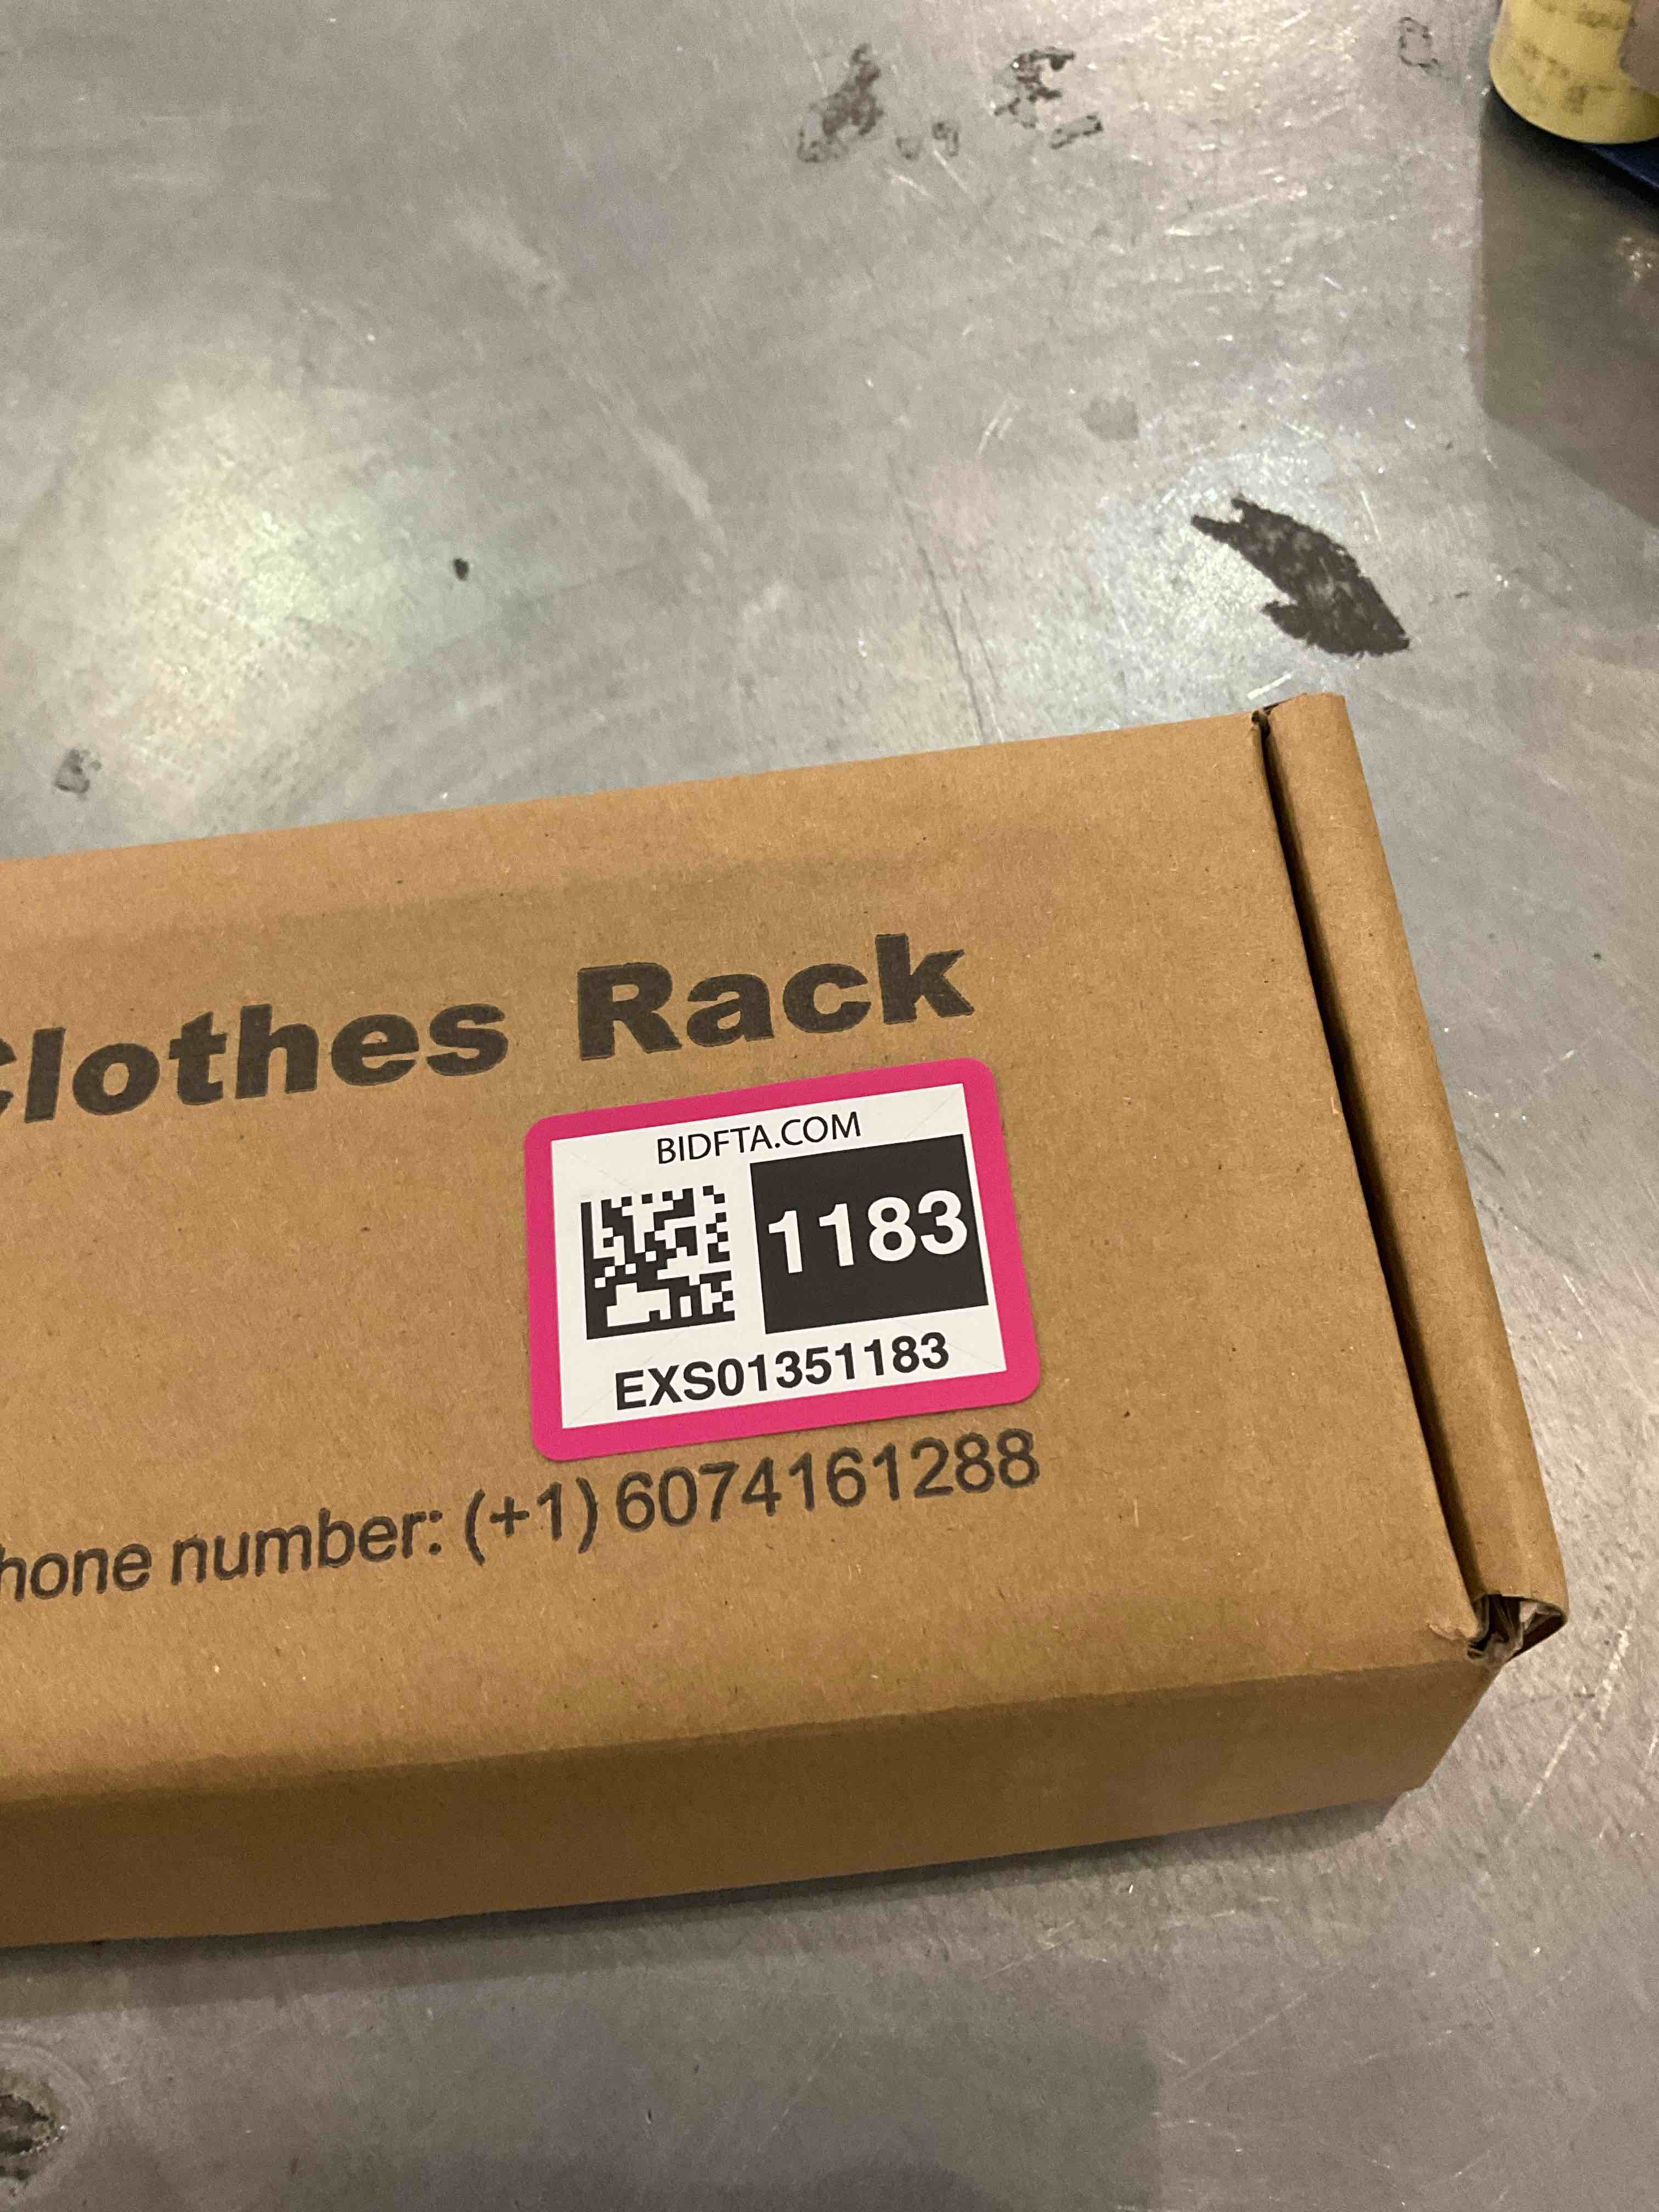 Clothes Rack
BIDFTA.COM
1183
EXS01351183
hone number: (+1) 6074161288